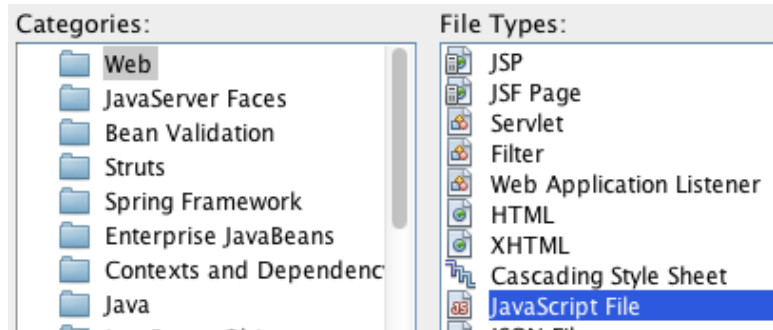 Categories:
Web
JavaServer Faces
Bean Validation
Struts
Spring Framework
Enterprise JavaBeans
Contexts and Dependenc
Java
File Types:
JSP
JSF Page
Servlet
Filter
Web Application Listener
HTML
XHTML
Cascading Style Sheet
JavaScript File